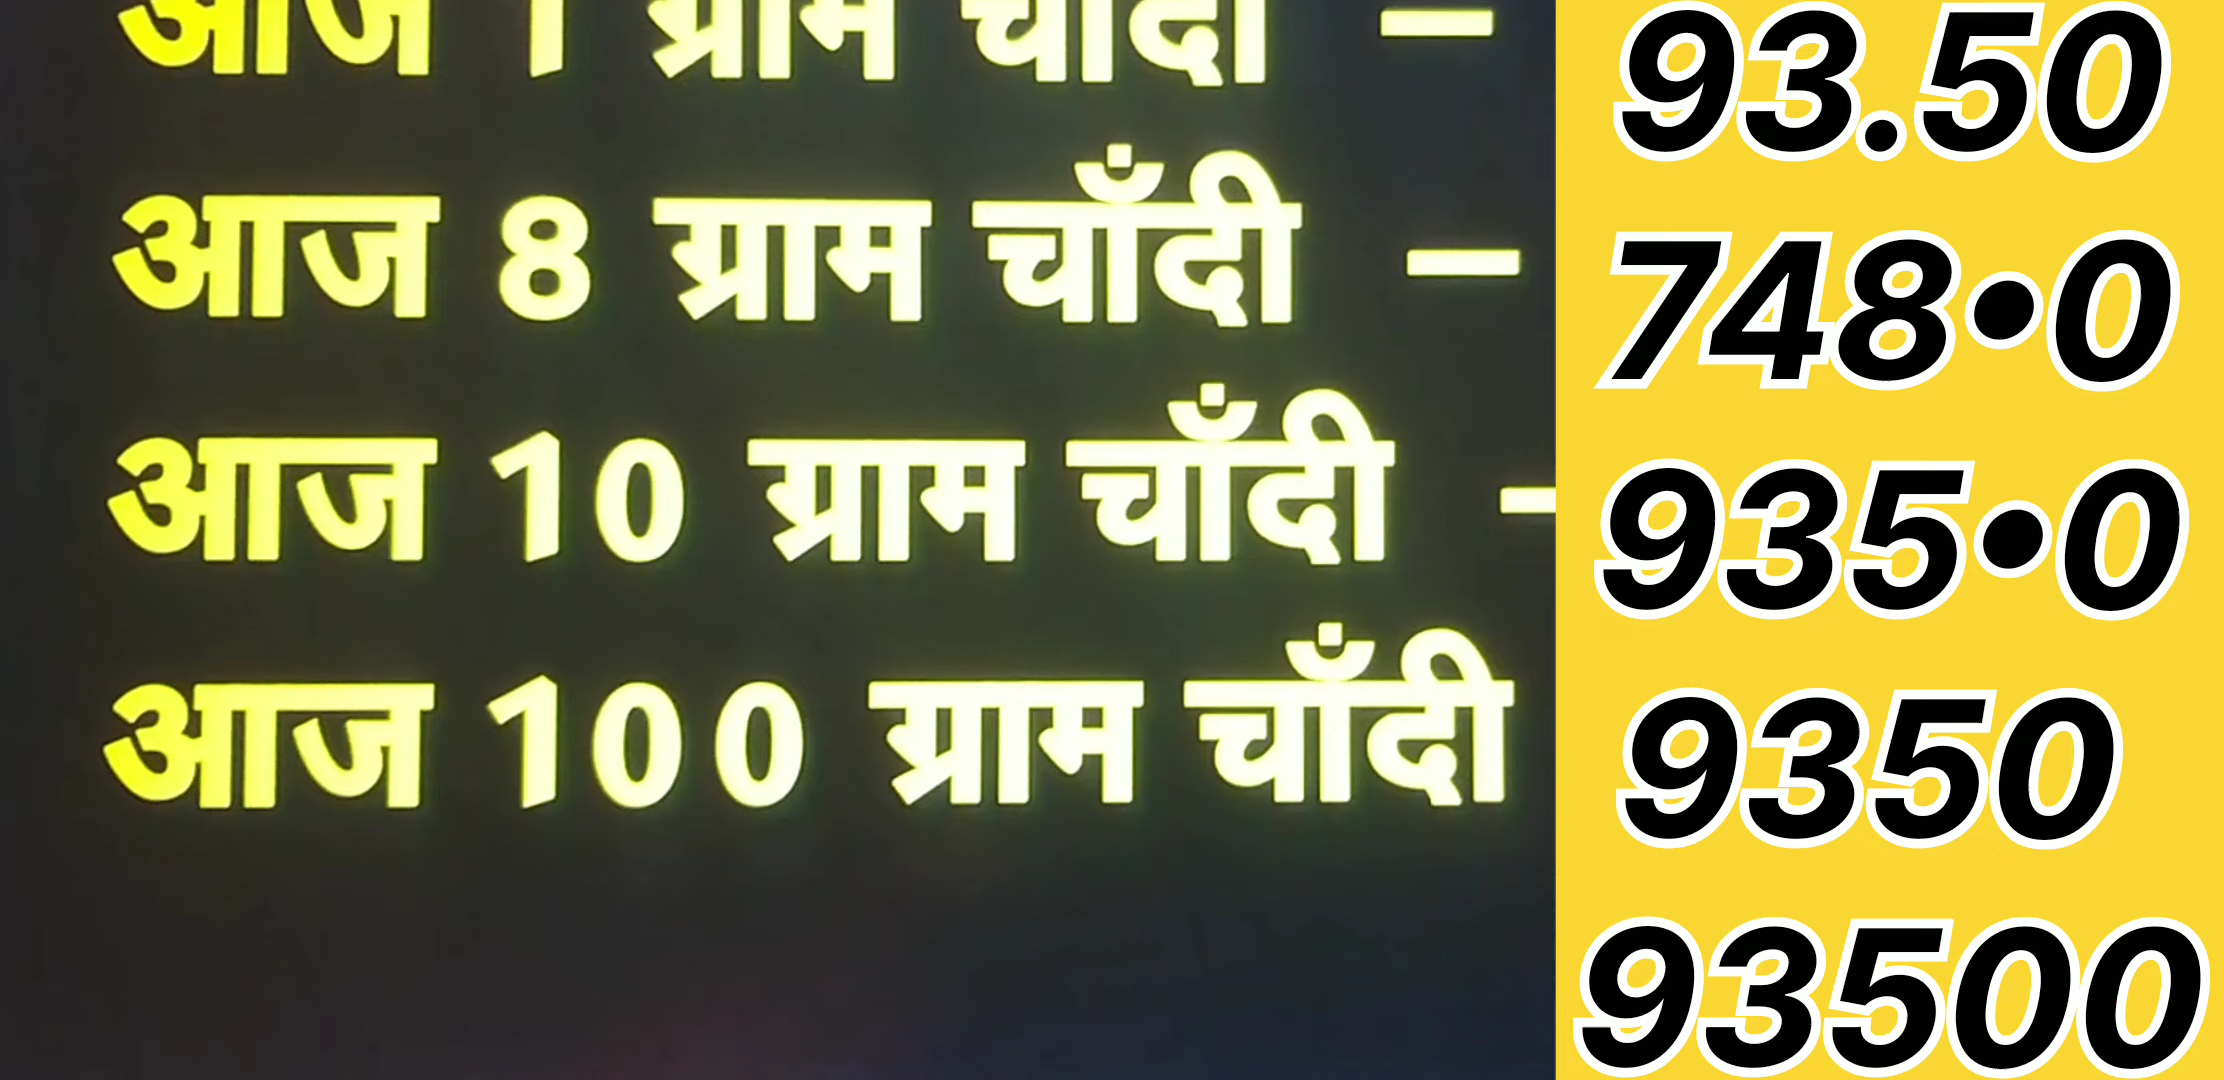 आज 1 ग्राम चाँदी – 93.50
आज 8 ग्राम चाँदी – 748•0
आज 10 ग्राम चाँदी – 935•0
आज 100 ग्राम चाँदी 9350
93500